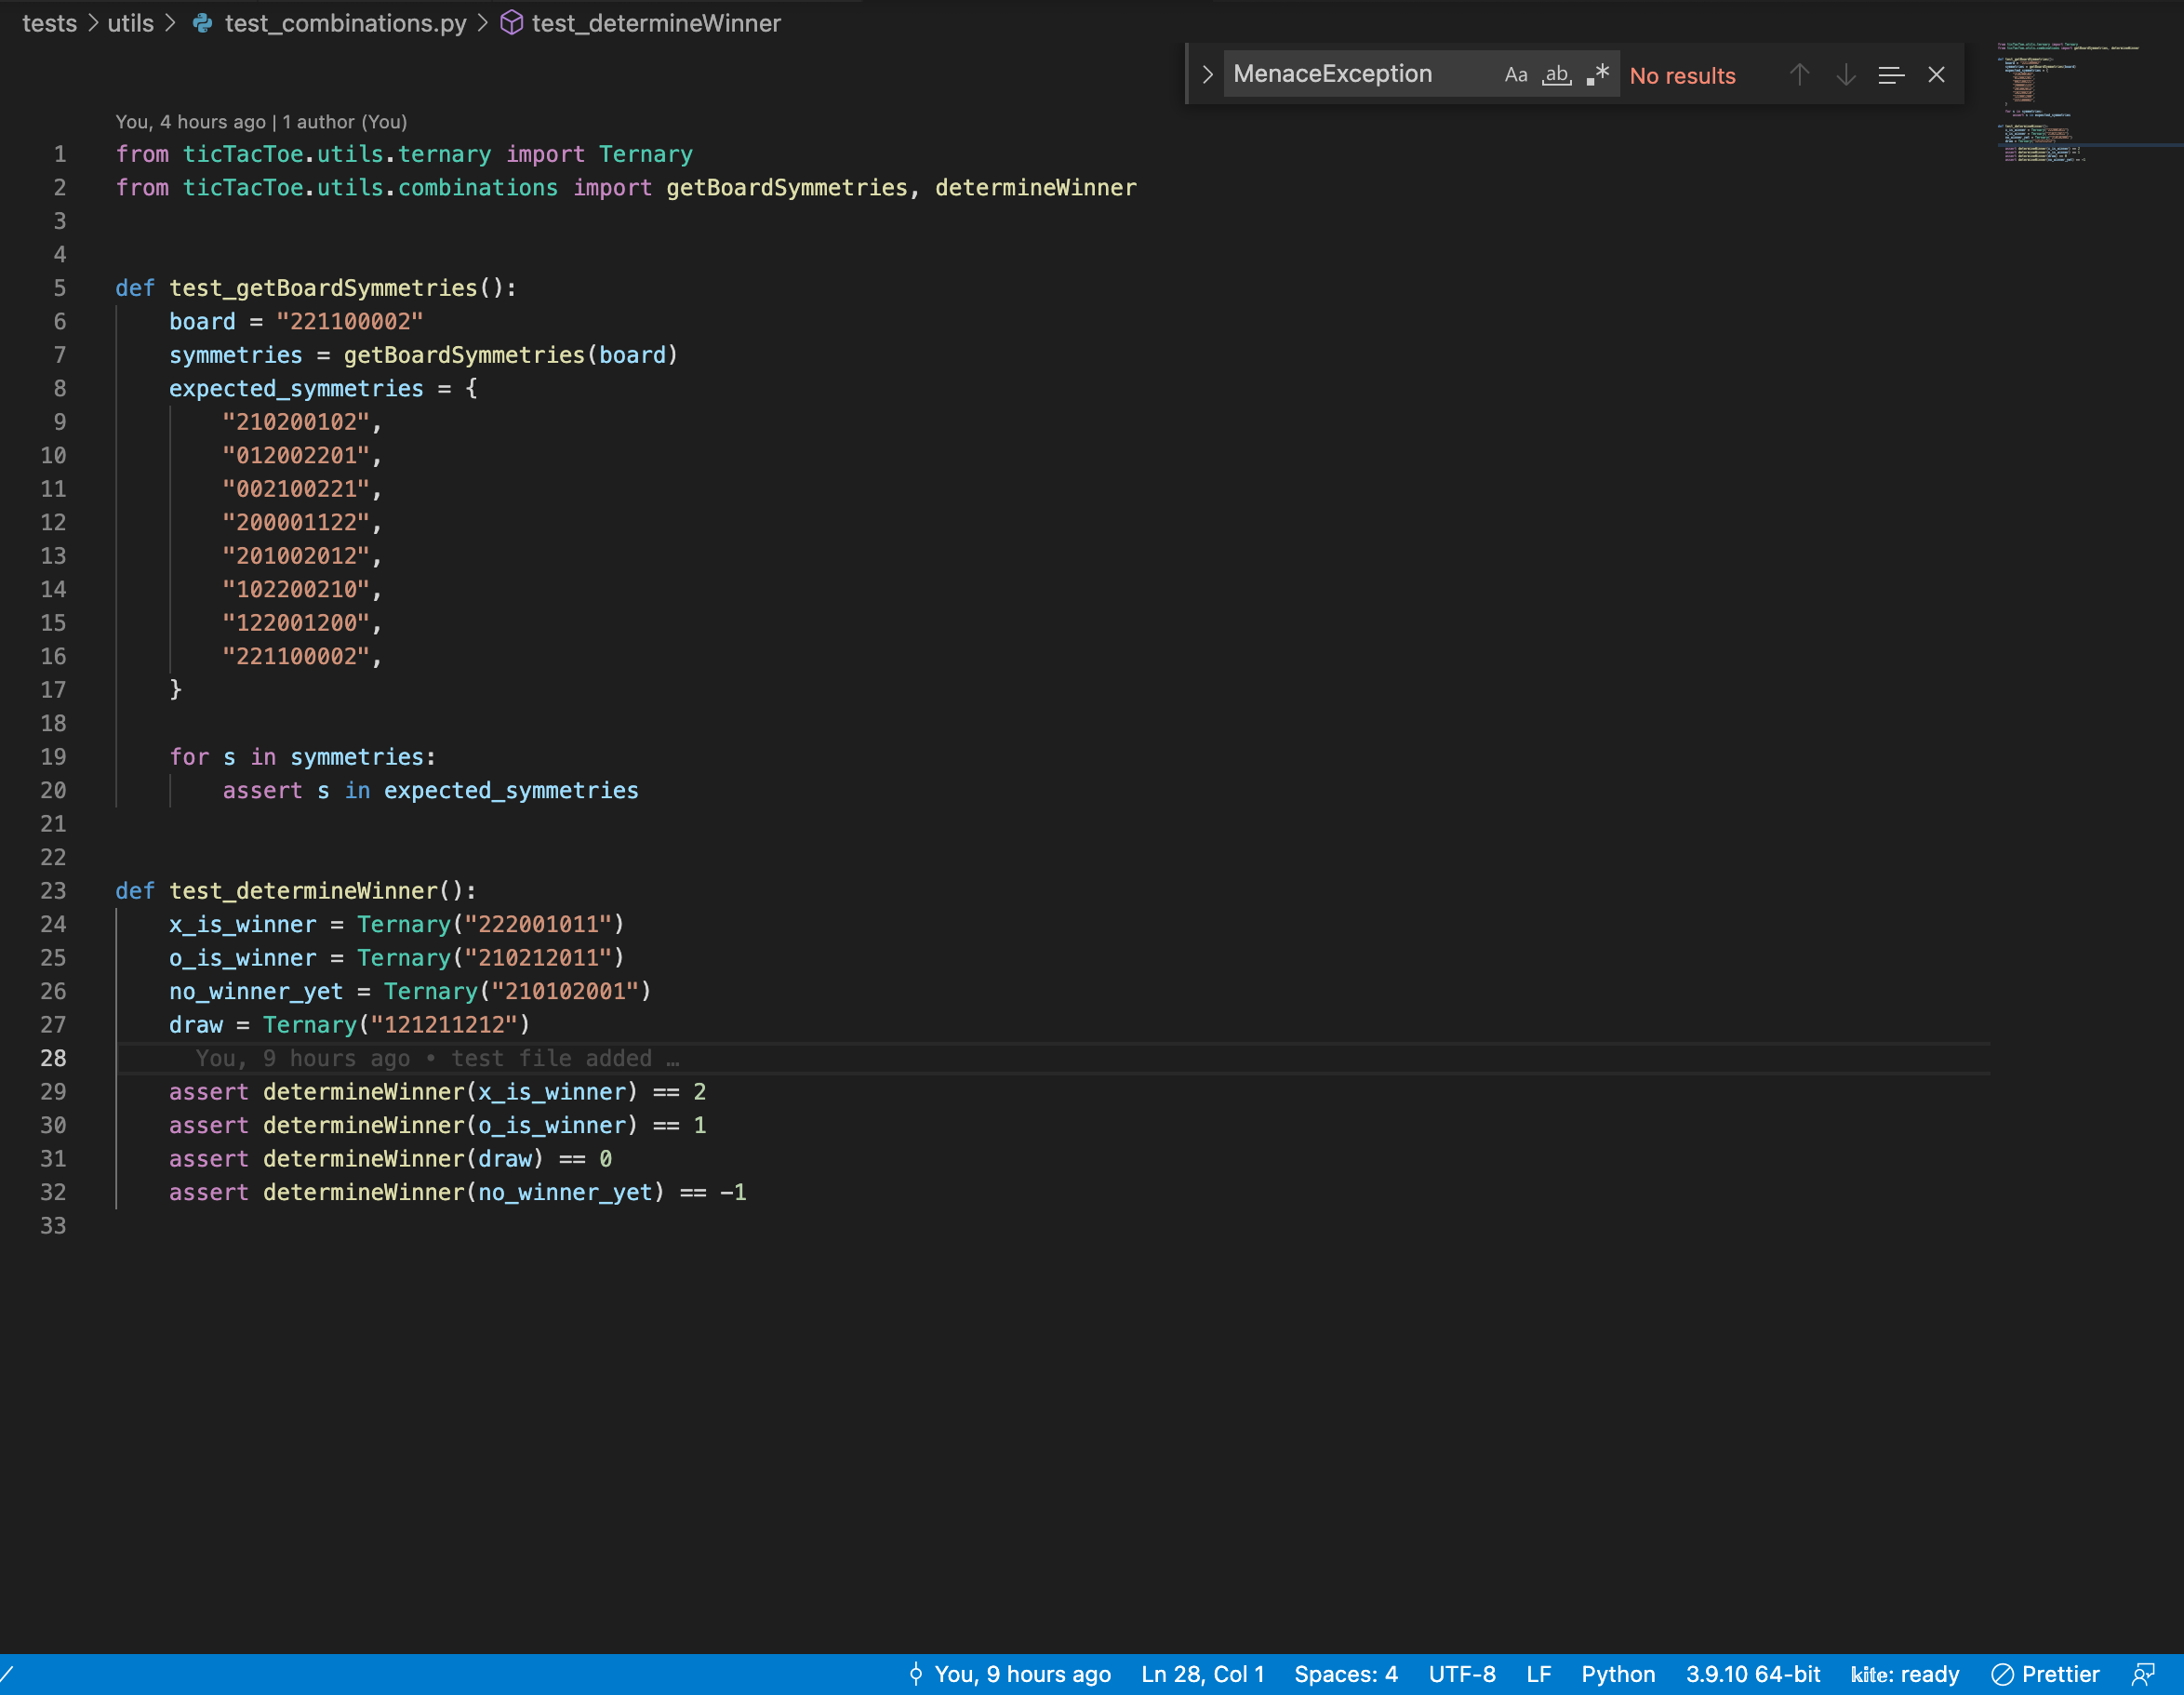 tests > utils > test_combinations.py > test_determineWinner
MenaceException Aa ab .* No results
You, 4 hours ago | 1 author (You)
1 from ticTacToe.utils.ternary import Ternary
2 from ticTacToe.utils.combinations import getBoardSymmetries, determineWinner
3
4
5 def test_getBoardSymmetries():
6 board = "221100002"
7 symmetries = getBoardSymmetries(board)
8 expected_symmetries = {
9 "210200102",
10 "012002201",
11 "002100221",
12 "200001122",
13 "201002012",
14 "102200210",
15 "122001200",
16 "221100002",
17 }
18
19 for s in symmetries:
20 assert s in expected_symmetries
21
22
23 def test_determineWinner():
24 x_is_winner = Ternary("222001011")
25 o_is_winner = Ternary("210212011")
26 no_winner_yet = Ternary("210102001")
27 draw = Ternary("121211212")
28 You, 9 hours ago • test file added …
29 assert determineWinner(x_is_winner) == 2
30 assert determineWinner(o_is_winner) == 1
31 assert determineWinner(draw) == 0
32 assert determineWinner(no_winner_yet) == -1
33
You, 9 hours ago Ln 28, Col 1 Spaces: 4 UTF-8 LF Python 3.9.10 64-bit kite: ready Prettier